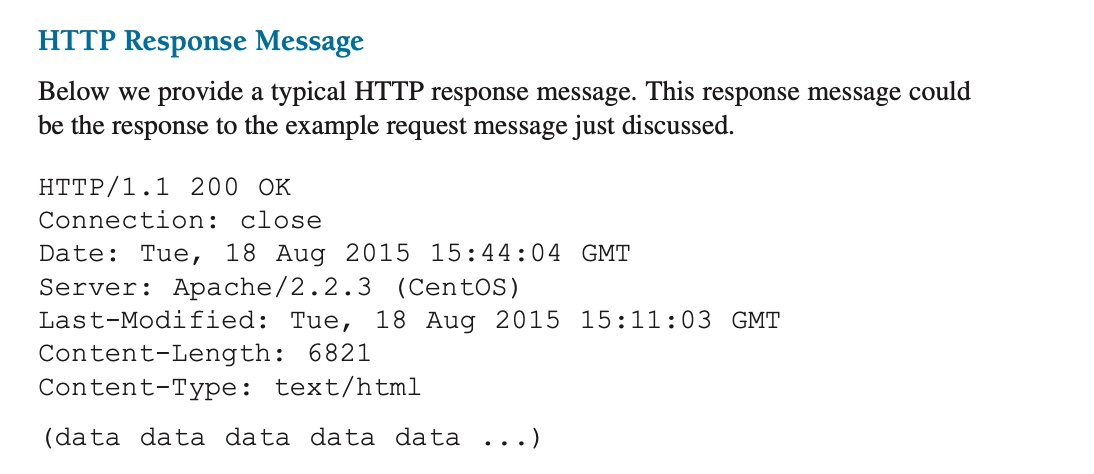 HTTP Response Message
Below we provide a typical HTTP response message. This response message could
be the response to the example request message just discussed.
HTTP/1.1 200 OK
Connection: close
Date: Tue, 18 Aug 2015 15:44:04 GMT
Server: Apache/2.2.3 (CentOS)
Last-Modified: Tue, 18 Aug 2015 15:11:03 GMT
Content-Length: 6821
Content-Type: text/html
(data data data data data ...)